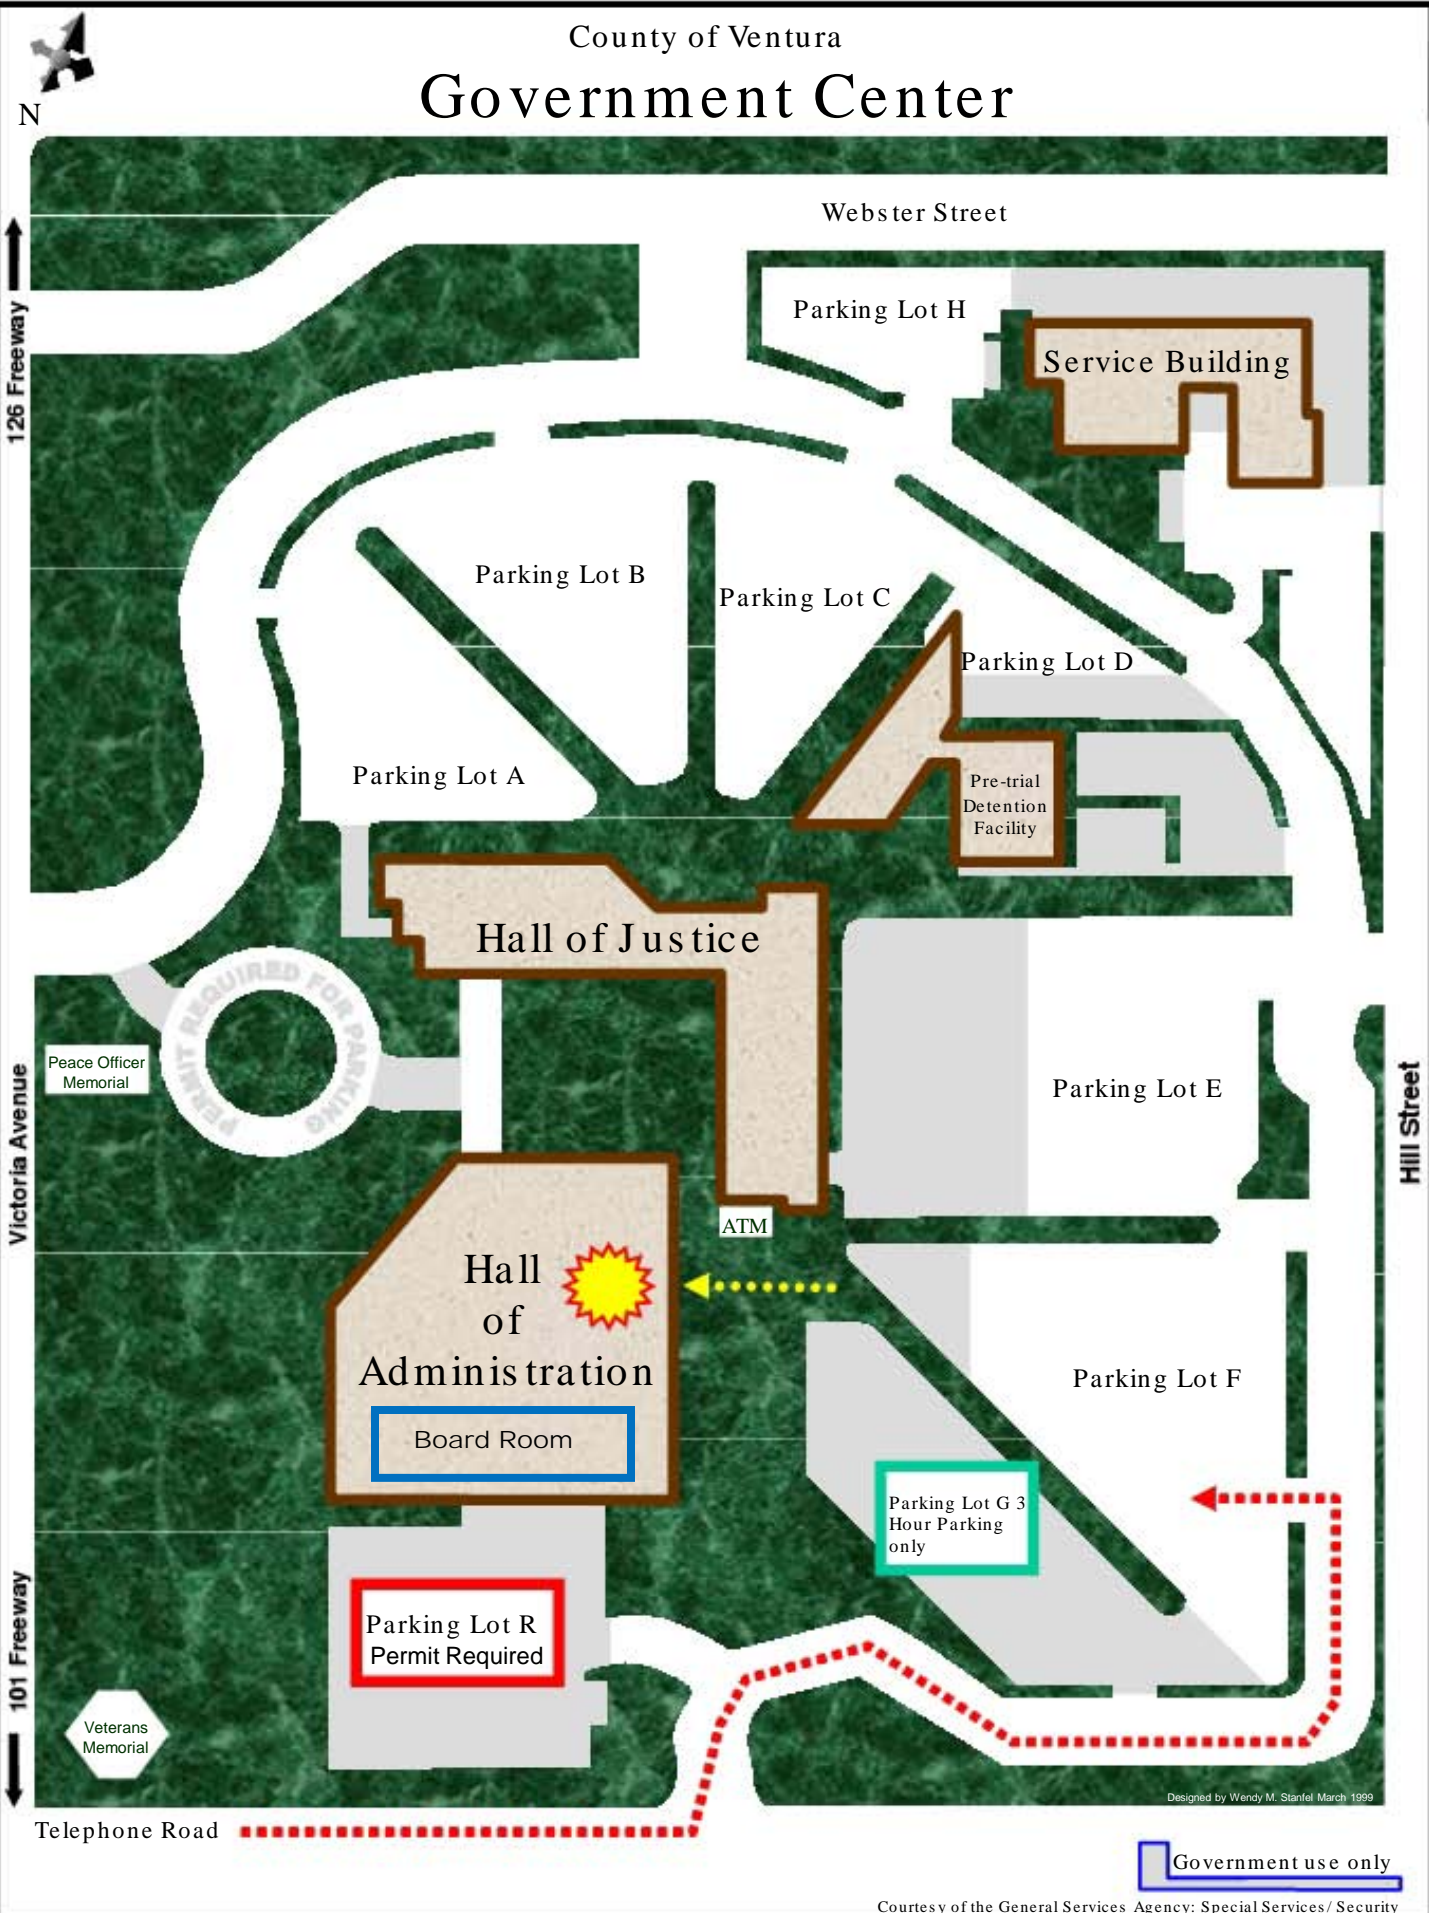 County of Ventura
Government Center
N
Webster Street
126 Freeway
Parking Lot H
Service Building
Parking Lot B
Parking Lot C
Parking Lot D
Parking Lot A
Pre-trial
Detention
Facility
Hall of Justice
PERMIT REQUIRED FOR PARKING
Peace Officer
Memorial
Parking Lot E
Victoria Avenue
Hill Street
ATM
Hall
of
Administration
Board Room
Parking Lot F
Parking Lot G 3
Hour Parking
only
101 Freeway
Parking Lot R
Permit Required
Veterans
Memorial
Designed by Wendy M. Stanfel March 1999
Telephone Road
Government use only
Courtesy of the General Services Agency: Special Services/ Security